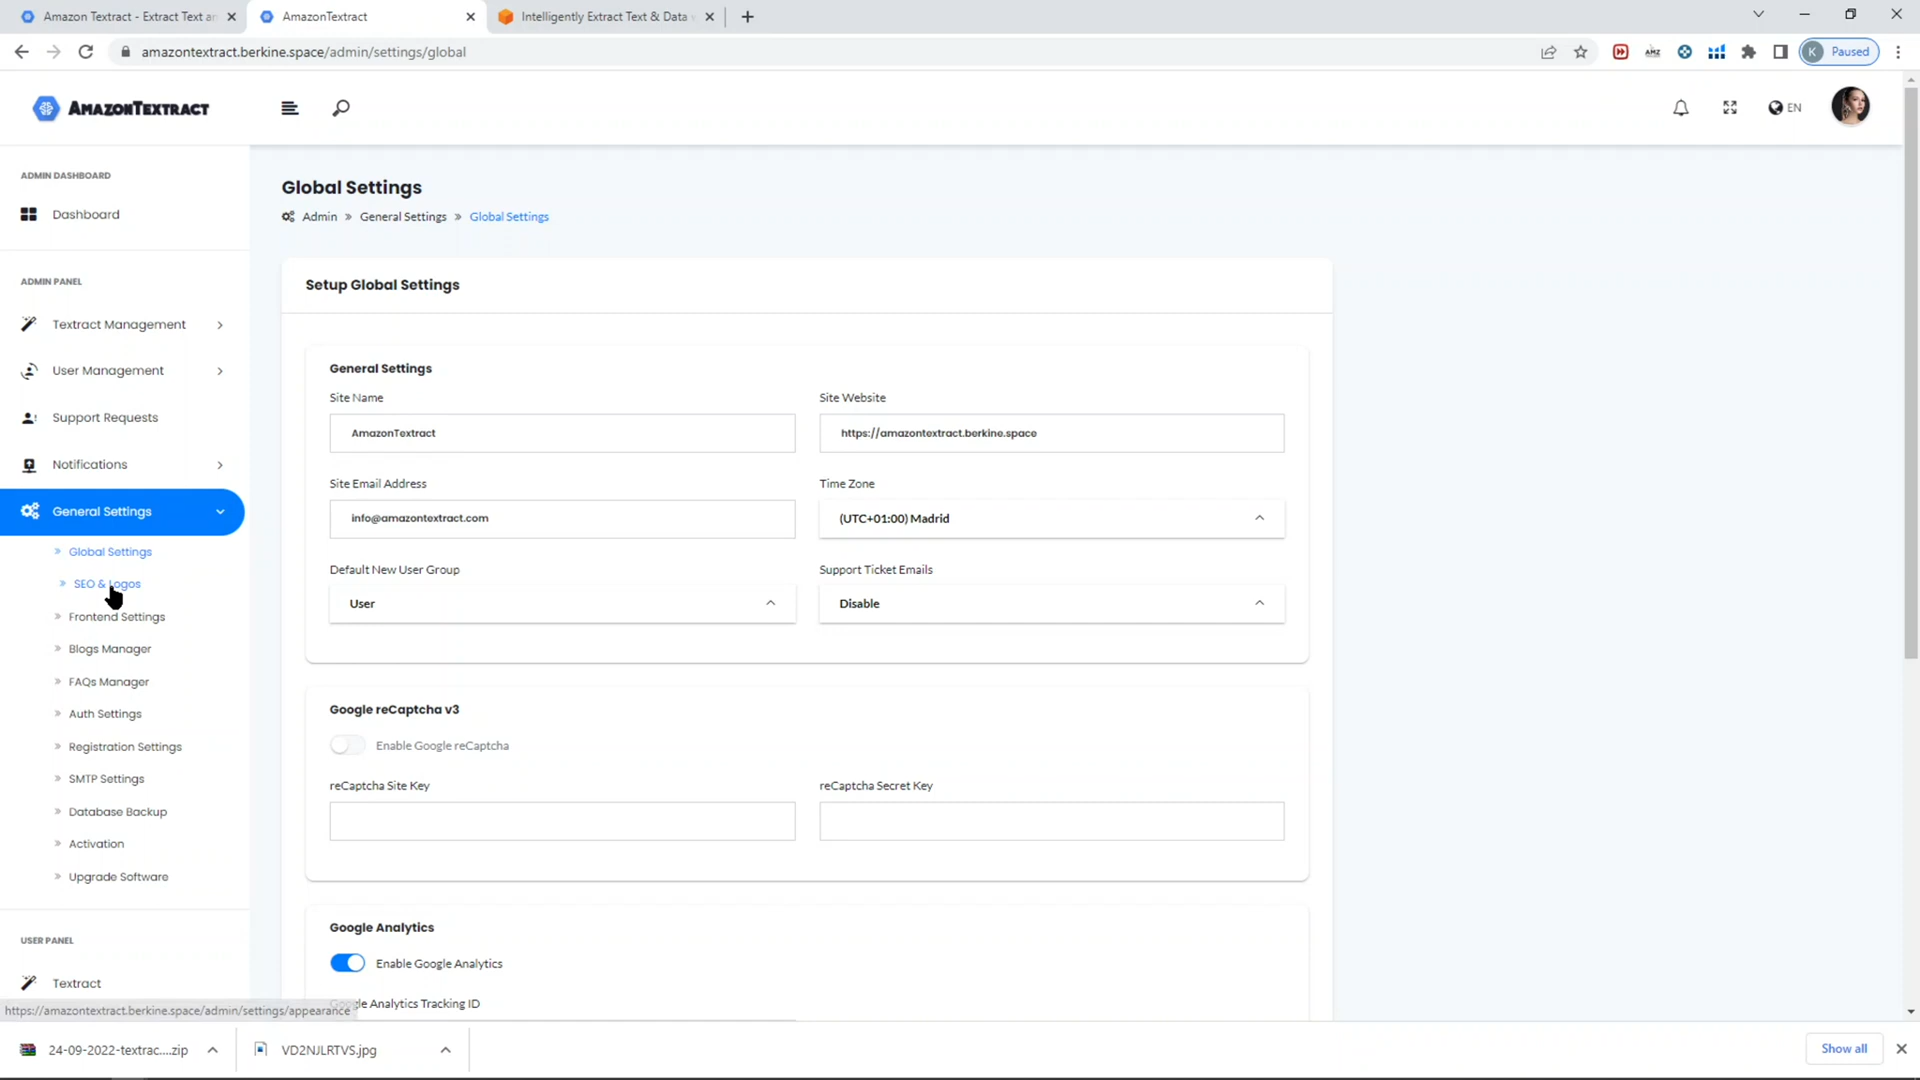 Amazon Textract - Extract Text an
AmazonTextract
Intelligently Extract Text & Data
amazontextract.berkine.space/admin/settings/global
AMZ
K Paused
AMAZONTEXTRACT
EN
ADMIN DASHBOARD
Dashboard
ADMIN PANEL
Textract Management
User Management
Support Requests
Notifications
General Settings
Global Settings
SEO & Logos
Frontend Settings
Blogs Manager
FAQs Manager
Auth Settings
Registration Settings
SMTP Settings
Database Backup
Activation
Upgrade Software
USER PANEL
Textract
Global Settings
Admin » General Settings » Global Settings
Setup Global Settings
General Settings
Site Name
Site Website
AmazonTextract
https://amazontextract.berkine.space
Site Email Address
Time Zone
info@amazontextract.com
(UTC+01:00) Madrid
Default New User Group
Support Ticket Emails
User
Disable
Google reCaptcha v3
Enable Google reCaptcha
reCaptcha Site Key
reCaptcha Secret Key
Google Analytics
Enable Google Analytics
Google Analytics Tracking ID
https://amazontextract.berkine.space/admin/settings/appearance
24-09-2022-textrac....zip
VD2NJLRTVS.jpg
Show all